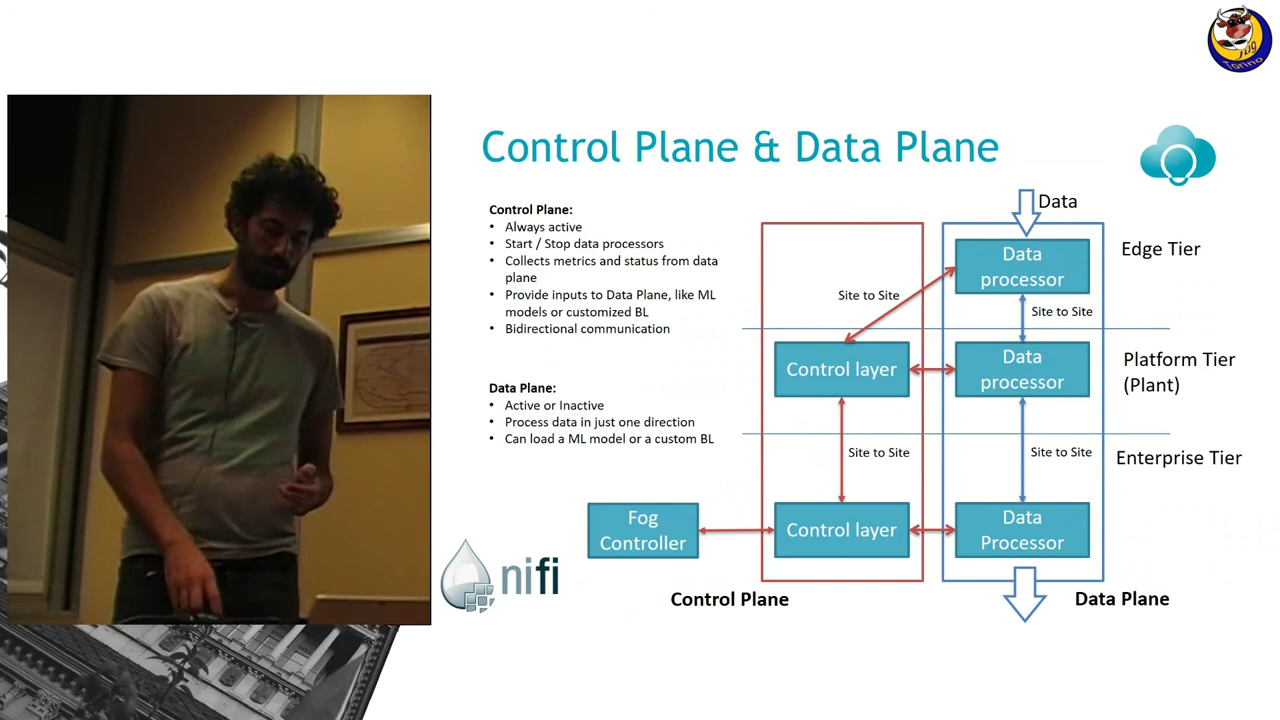 Jug
Torino
Control Plane & Data Plane
Control Plane:
• Always active
• Start / Stop data processors
• Collects metrics and status from data
plane
• Provide inputs to Data Plane, like ML
models or customized BL
• Bidirectional communication
Data Plane:
• Active or Inactive
• Process data in just one direction
• Can load a ML model or a custom BL
Data
Data
processor
Edge Tier
Site to Site
Site to Site
Control layer
Data
processor
Platform Tier
(Plant)
Site to Site
Site to Site
Enterprise Tier
Fog
Controller
Control layer
Data
Processor
nifi
Control Plane
Data Plane